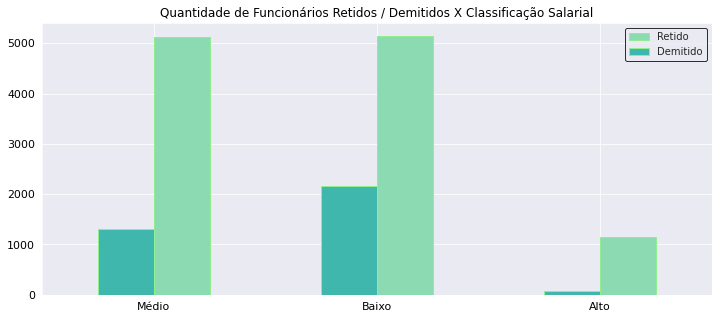 Quantidade de Funcionários Retidos / Demitidos X Classificação Salarial
Retido
Demitido
5000
4000
3000
2000
1000
0
Médio Baixo Alto